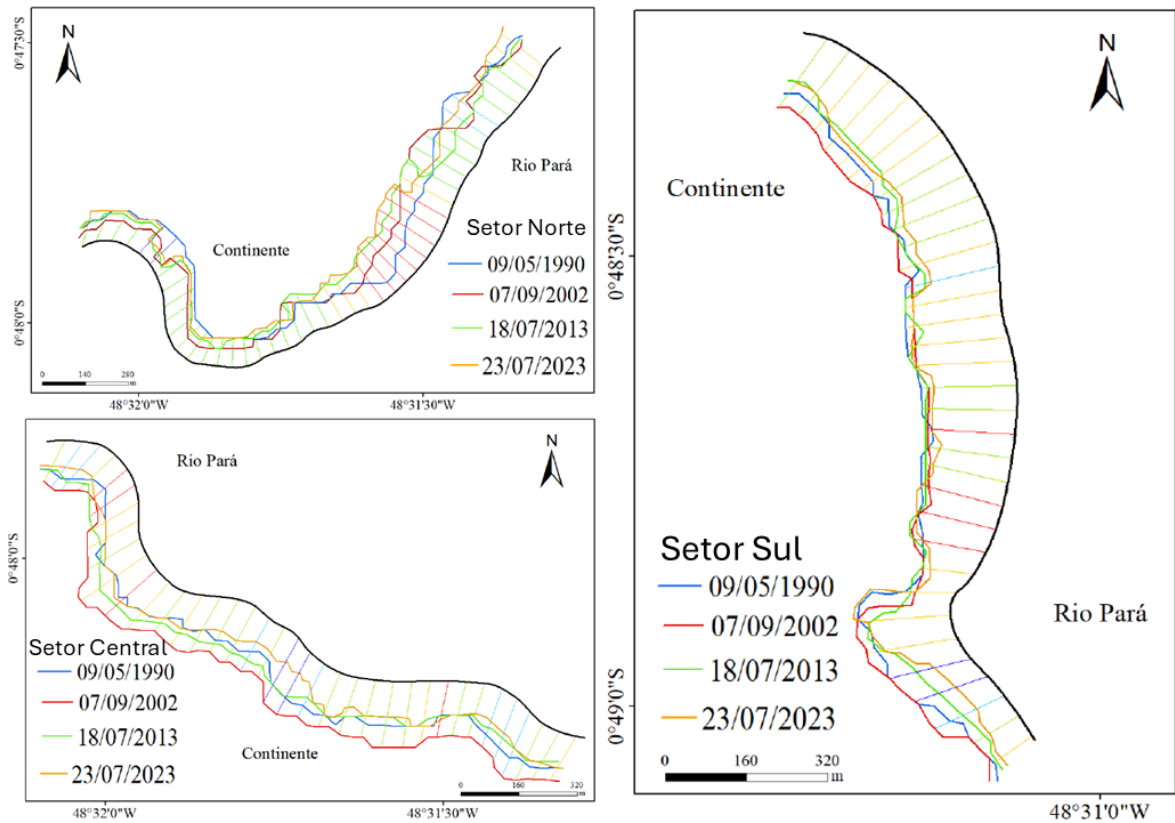 N
0°47'30"S
Rio Pará
Continente
Setor Norte
09/05/1990
07/09/2002
18/07/2013
23/07/2023
0°48'0"S
0 140 280
m
48°32'0"W
48°31'30"W
N
Rio Pará
0°48'0"S
Setor Central
09/05/1990
07/09/2002
18/07/2013
23/07/2023
Continente
0 160 320
m
48°32'0"W
48°31'30"W
N
Continente
0°48'30"S
Setor Sul
09/05/1990
07/09/2002
18/07/2013
23/07/2023
Rio Pará
0°49'0"S
0 160 320
m
48°31'0"W